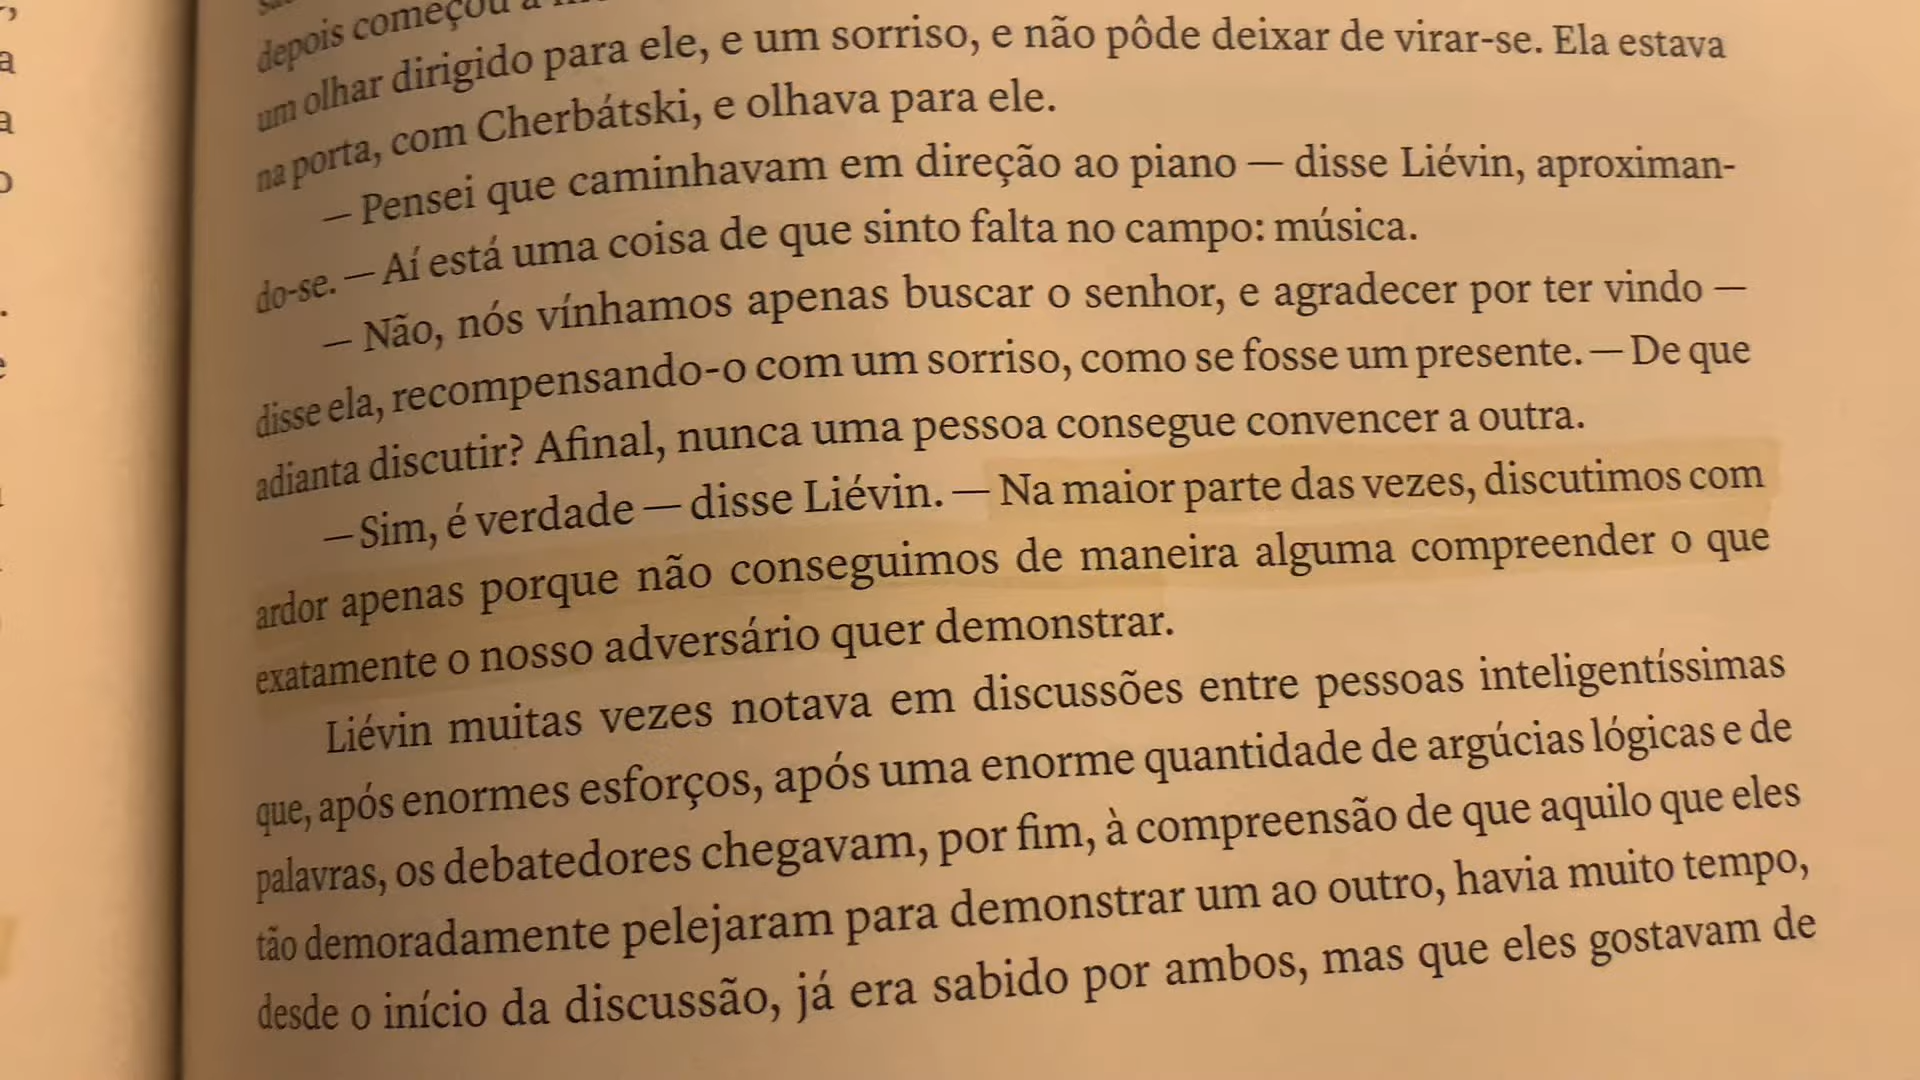 depois começou a
um olhar dirigido para ele, e um sorriso, e não pôde deixar de virar-se. Ela estava
na porta, com Cherbátski, e olhava para ele.
— Pensei que caminhavam em direção ao piano — disse Liévin, aproximan-
do-se. — Aí está uma coisa de que sinto falta no campo: música.
— Não, nós vínhamos apenas buscar o senhor, e agradecer por ter vindo —
disse ela, recompensando-o com um sorriso, como se fosse um presente. — De que
adianta discutir? Afinal, nunca uma pessoa consegue convencer a outra.
— Sim, é verdade — disse Liévin. — Na maior parte das vezes, discutimos com
ardor apenas porque não conseguimos de maneira alguma compreender o que
exatamente o nosso adversário quer demonstrar.
Liévin muitas vezes notava em discussões entre pessoas inteligentíssimas
que, após enormes esforços, após uma enorme quantidade de argúcias lógicas e de
palavras, os debatedores chegavam, por fim, à compreensão de que aquilo que eles
tão demoradamente pelejaram para demonstrar um ao outro, havia muito tempo,
desde o início da discussão, já era sabido por ambos, mas que eles gostavam de